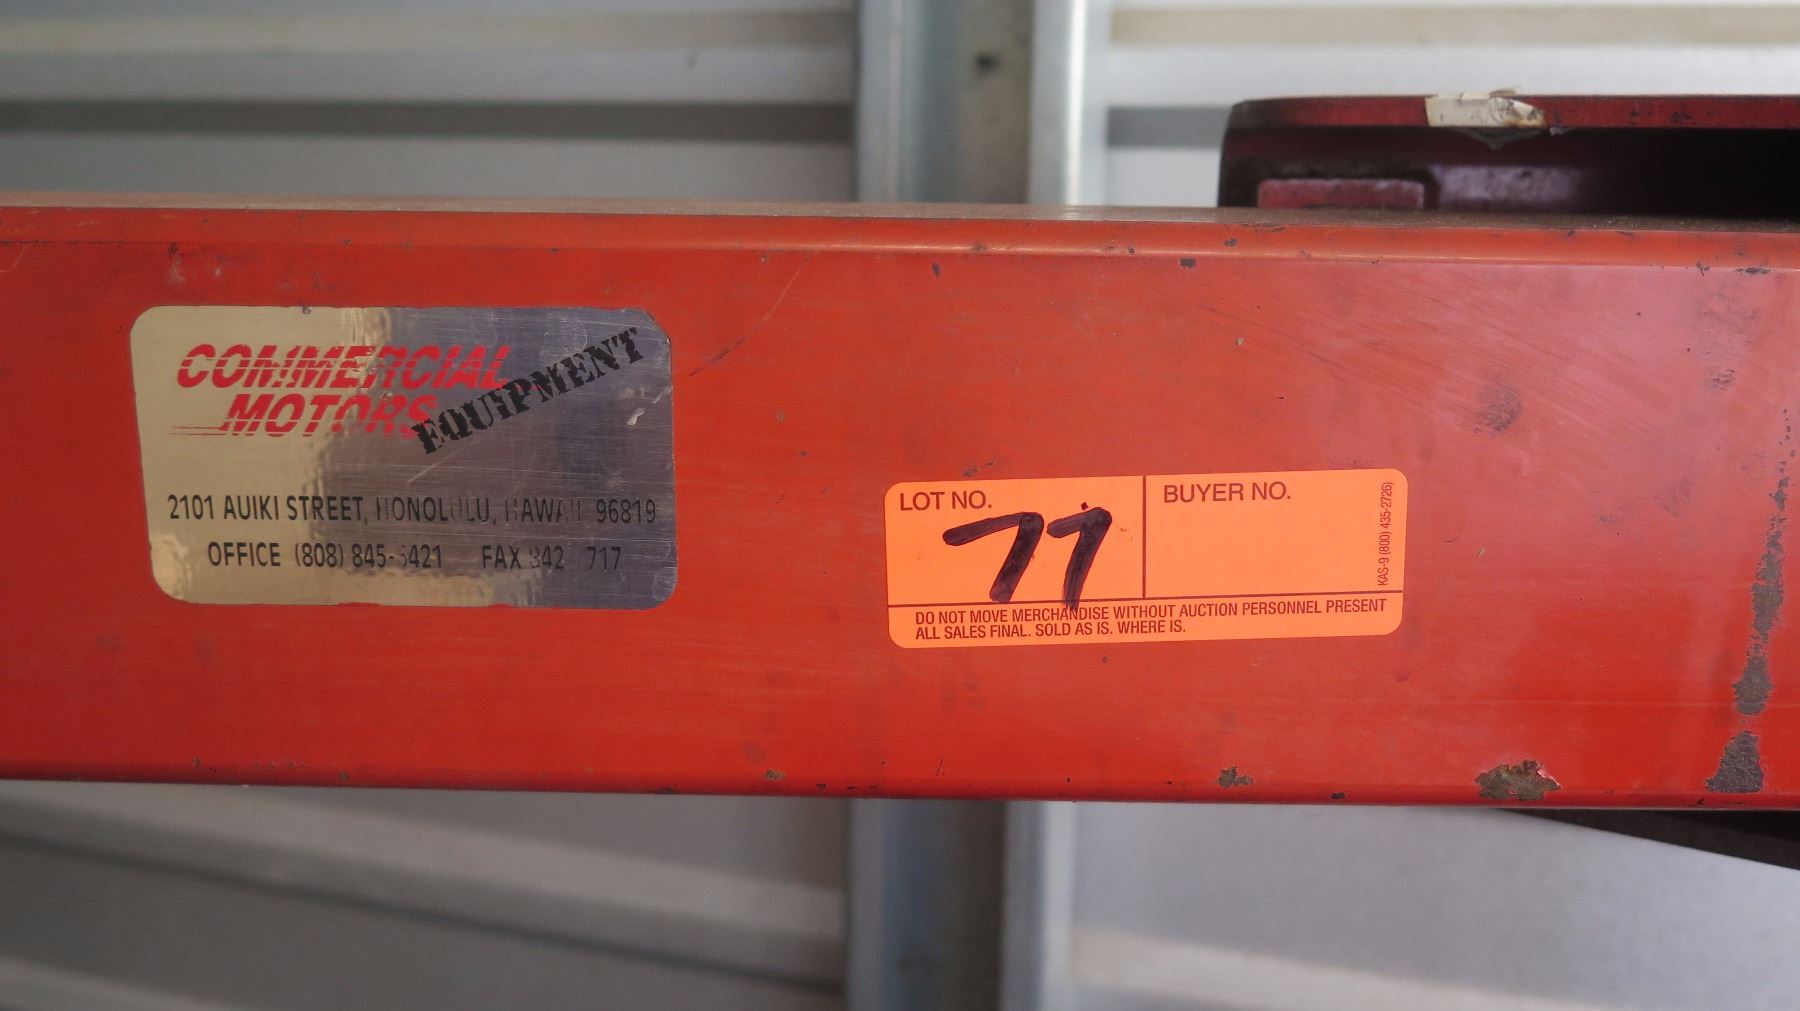 COMMERCIAL
MOTORS
EQUIPMENT
2101 AUIKI STREET, HONOLULU, HAWAII 96819
OFFICE (808) FAX
LOT NO.
77
BUYER NO.
KAS-9 (800) 435-2726)
DO NOT MOVE MERCHANDISE WITHOUT AUCTION PERSONNEL PRESENT
ALL SALES FINAL. SOLD AS IS. WHERE IS.